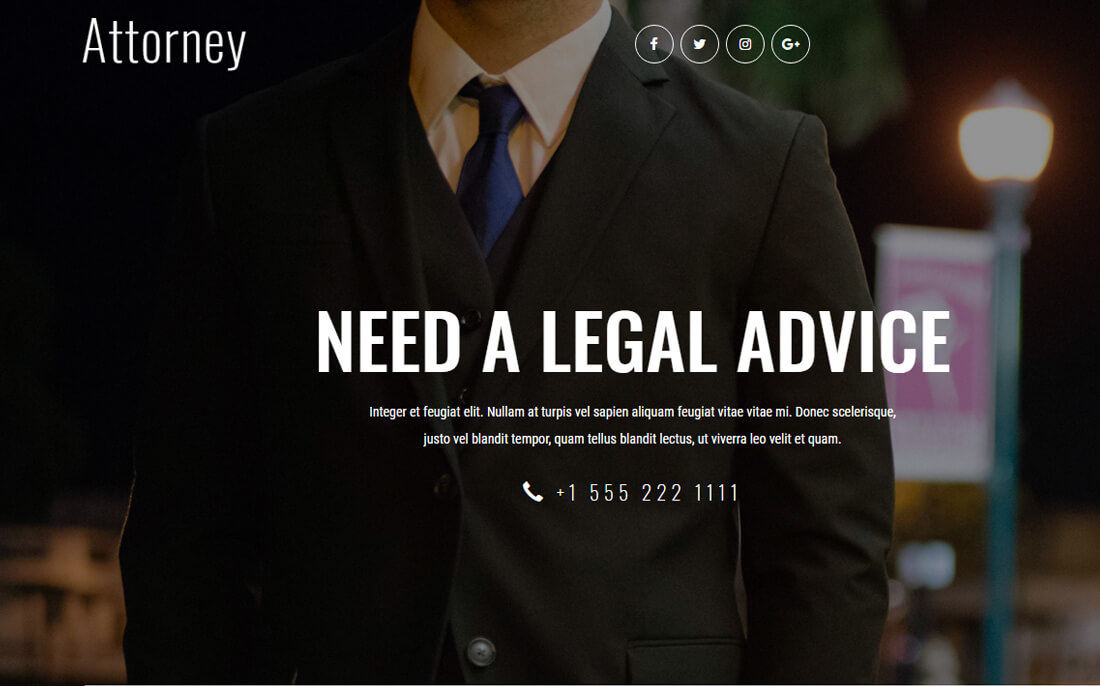 Attorney
NEED A LEGAL ADVICE
Integer et feugiat elit. Nullam at turpis vel sapien aliquam feugiat vitae vitae mi. Donec scelerisque,
justo vel blandit tempor, quam tellus blandit lectus, ut viverra leo velit et quam.
+1 555 222 1111